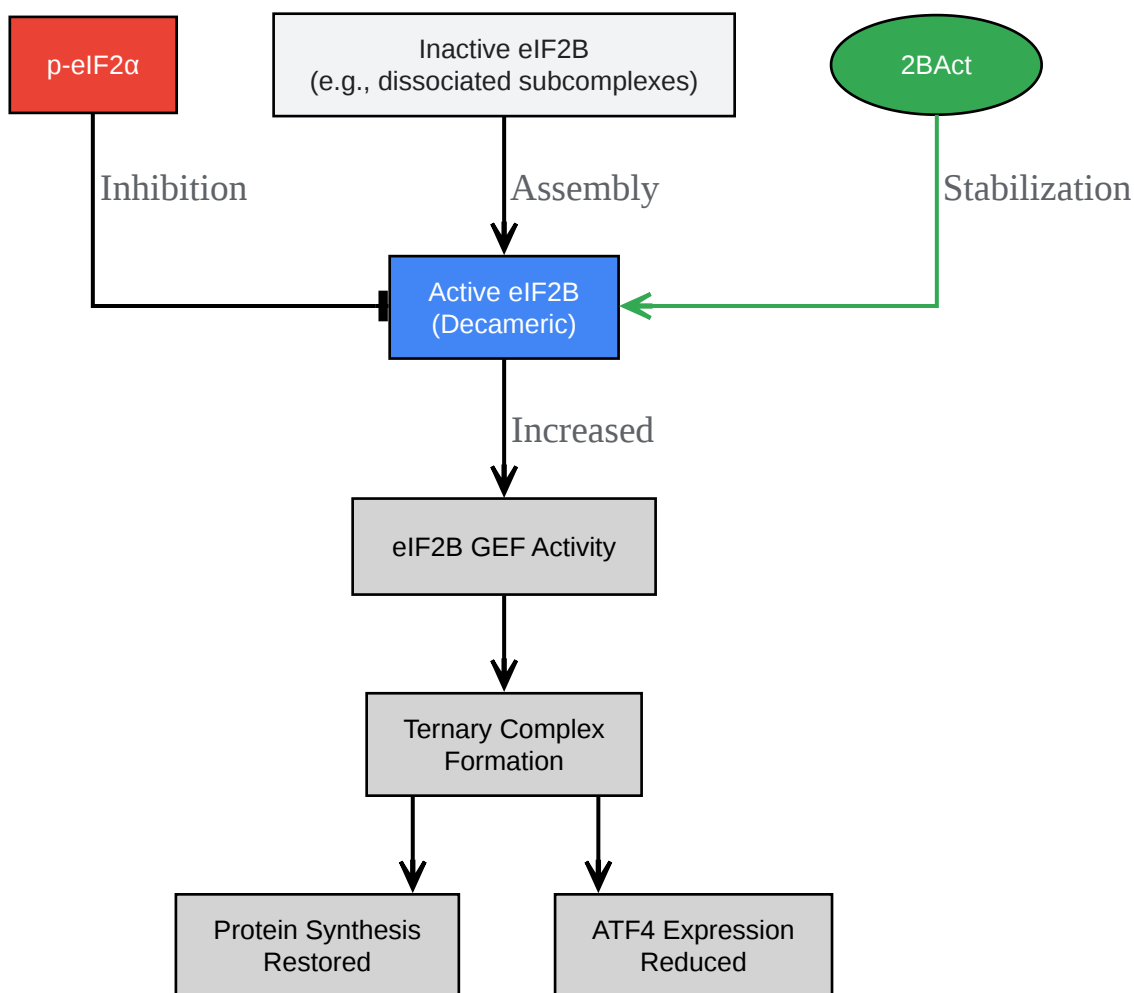 p-eIF2α
Inactive eIF2B
(e.g., dissociated subcomplexes)
2BAct
Inhibition
Assembly
Stabilization
Active eIF2B
(Decameric)
Increased
eIF2B GEF Activity
Ternary Complex
Formation
Protein Synthesis
Restored
ATF4 Expression
Reduced